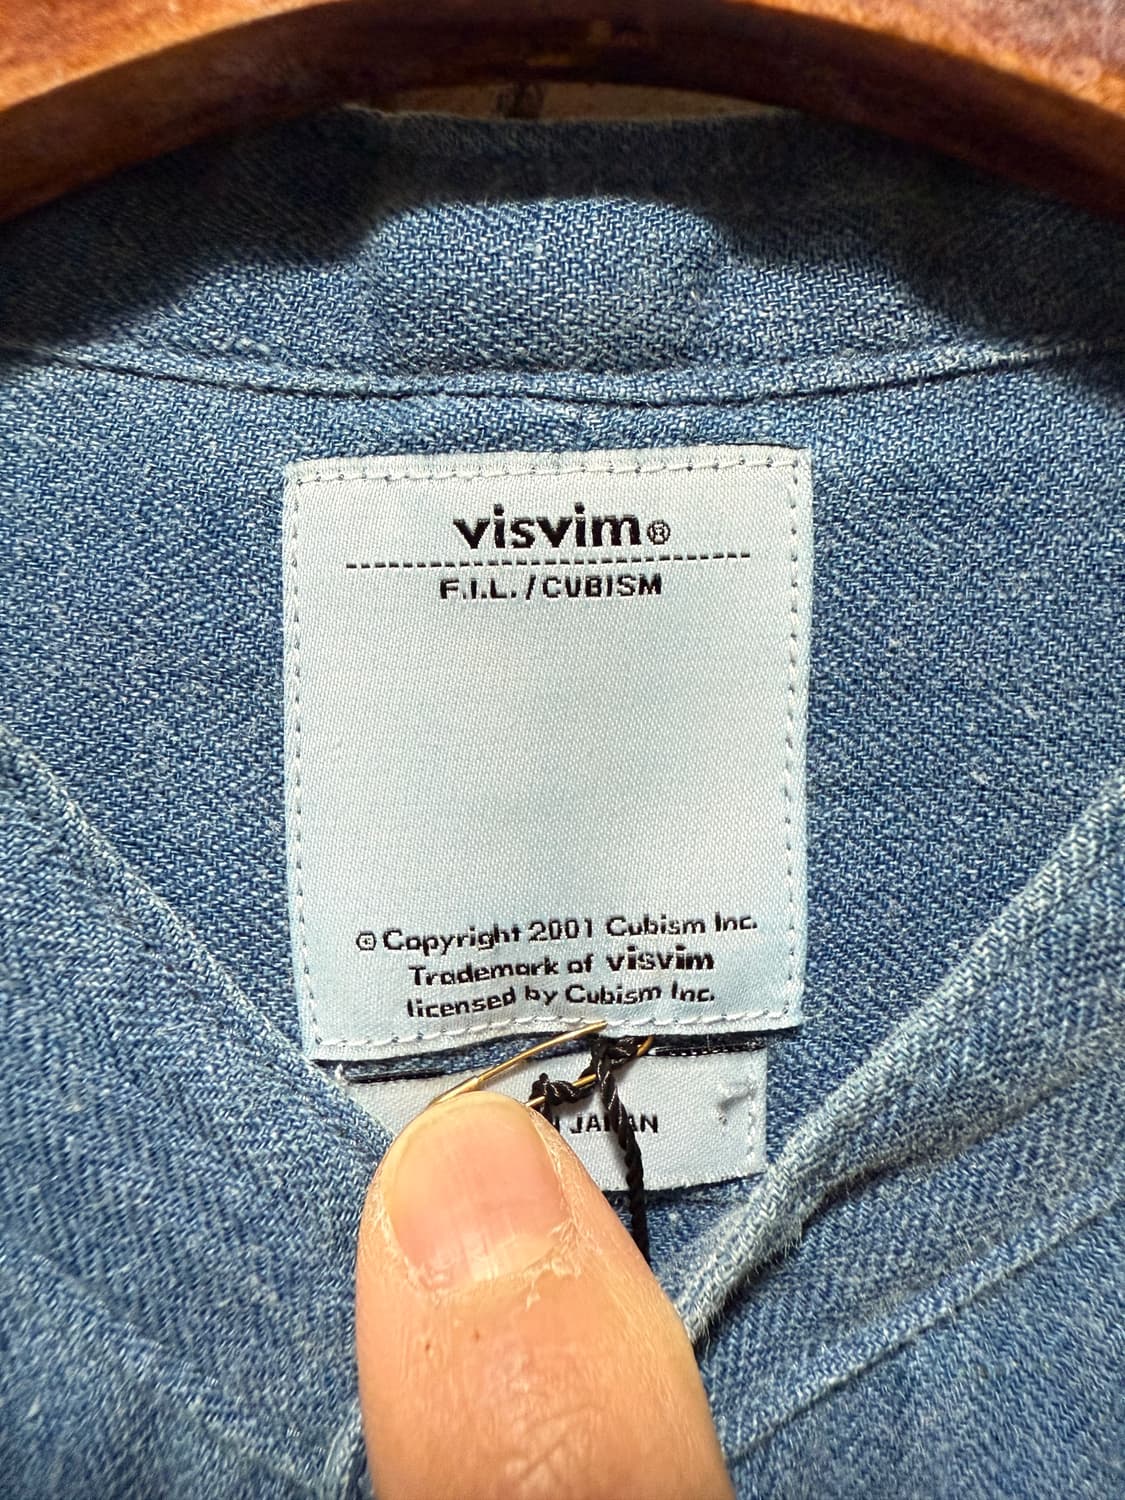 visvim®
F.I.L./CUBISM
© Copyright 2001 Cubism Inc.
Trademark of visvim
licensed by Cubism Inc.
JAPAN